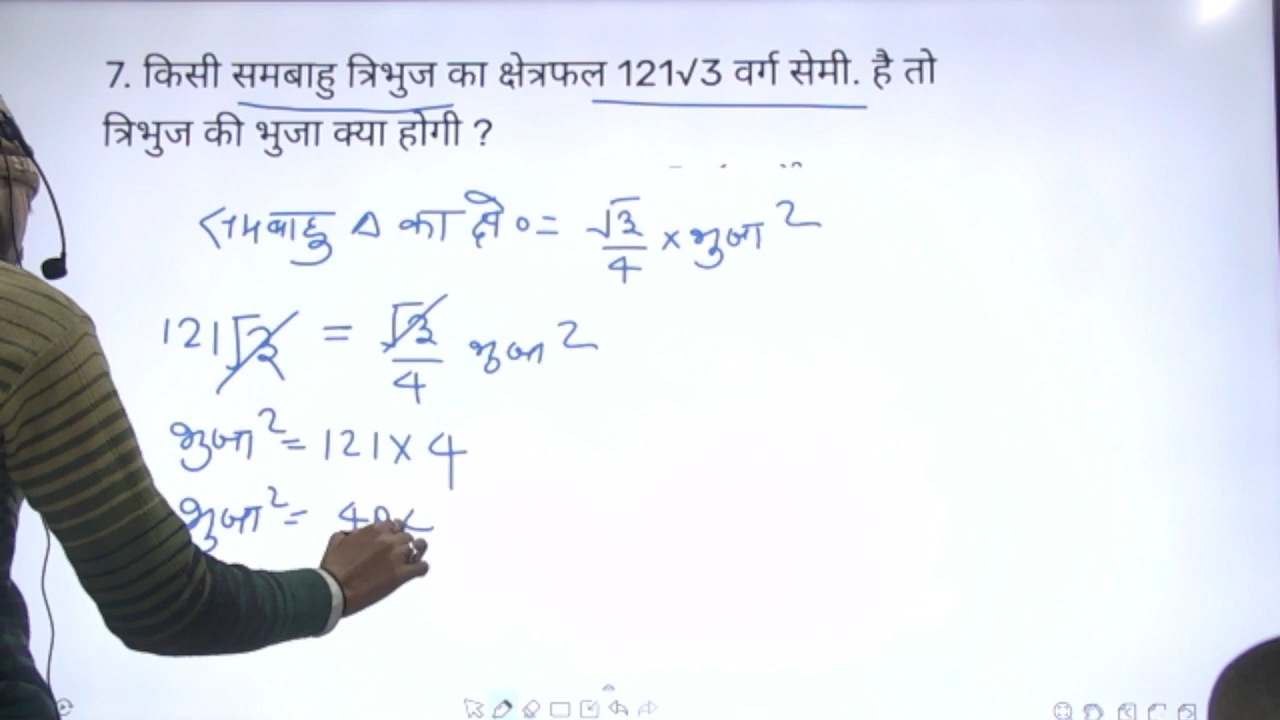 7. किसी समबाहु त्रिभुज का क्षेत्रफल 121√3 वर्ग सेमी. है तो
त्रिभुज की भुजा क्या होगी ?
समबाहु Δ का क्षे० = √3/4 × भुजा²
121√3 = √3/4 भुजा²
भुजा² = 121 × 4
भुजा² = 4